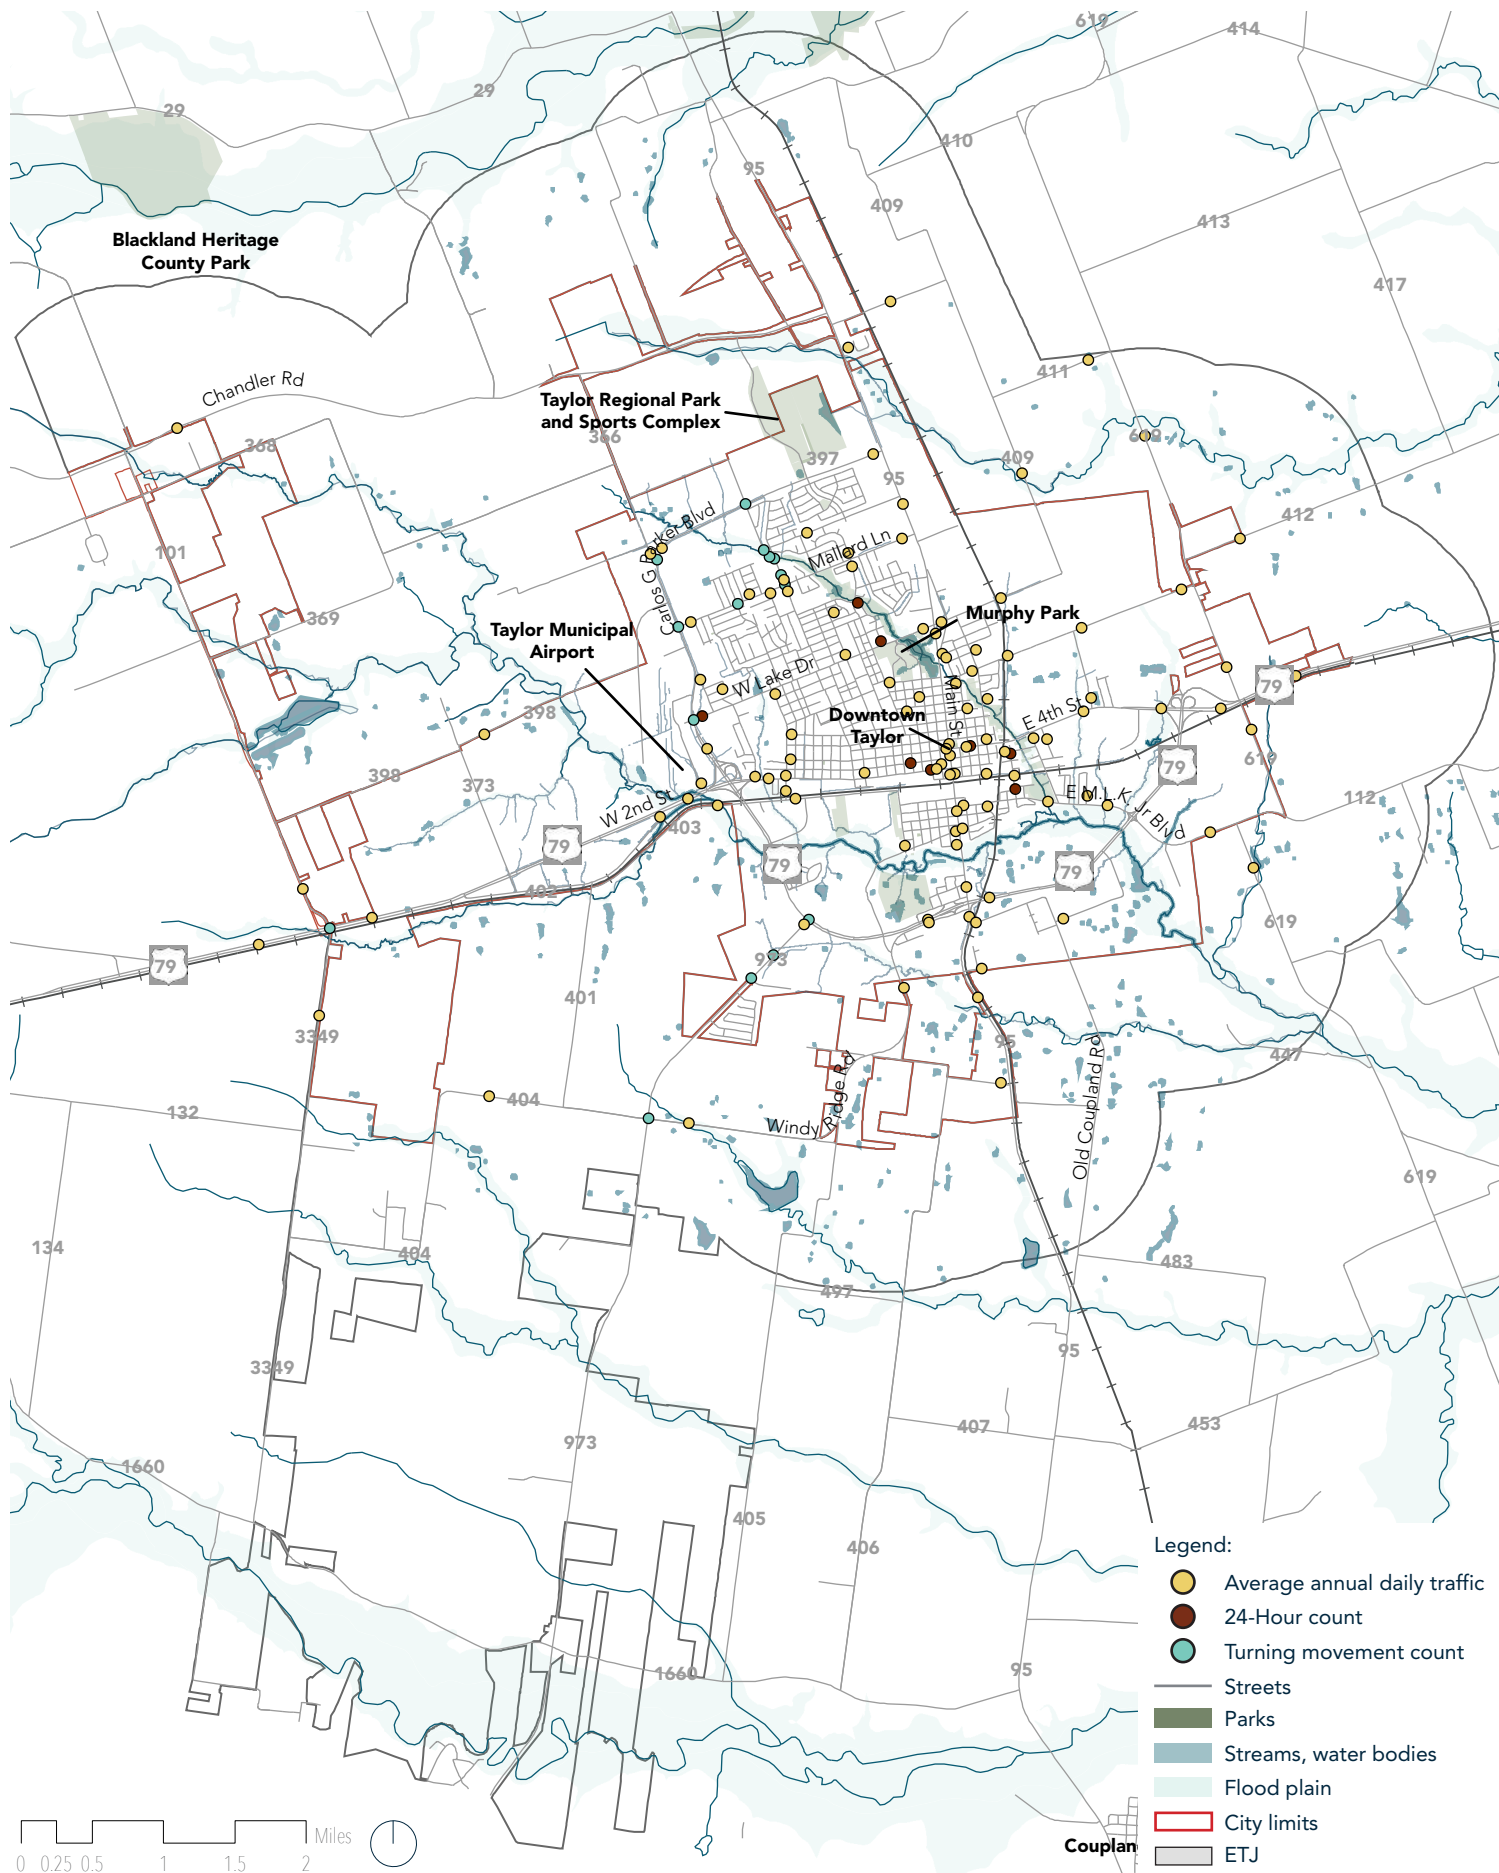 619
414
29
29
410
95
409
413
Blackland Heritage
County Park
417
Chandler Rd
411
Taylor Regional Park
and Sports Complex
366
368
397
409
95
412
Carlos G Parker Blvd
Mallard Ln
101
369
Murphy Park
Taylor Municipal
Airport
W Lake Dr
79
398
Main St
Downtown
Taylor
E 4th St
398
373
79
619
112
W 2nd St
403
E M.L.K. Jr Blvd
79
79
79
402
619
79
973
401
3349
95
447
404
132
Windy Ridge Rd
Old Coupland Rd
619
134
404
483
497
3349
95
407
453
973
1660
405
406
1660
95
Legend:
Average annual daily traffic
24-Hour count
Turning movement count
Streets
Parks
Streams, water bodies
Flood plain
City limits
ETJ
Miles
0 0.25 0.5 1 1.5 2
Couplan